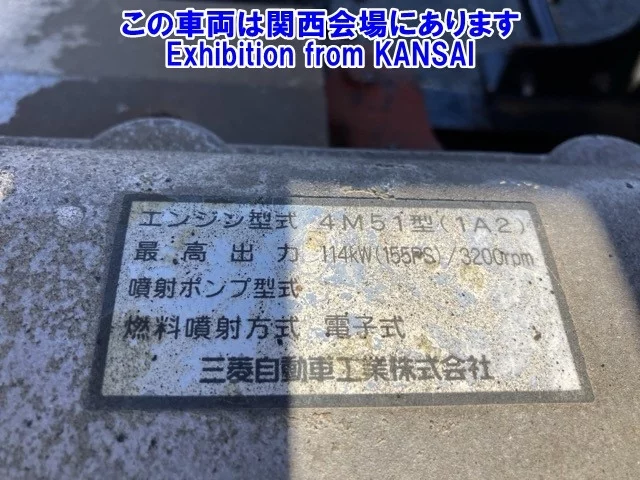 この車両は関西会場にあります
Exhibition from KANSAI
エンジン型式 4M51型(1A2)
最高出力 114kW(155PS)/3200rpm
噴射ポンプ型式
燃料噴射方式 電子式
三菱自動車工業株式会社